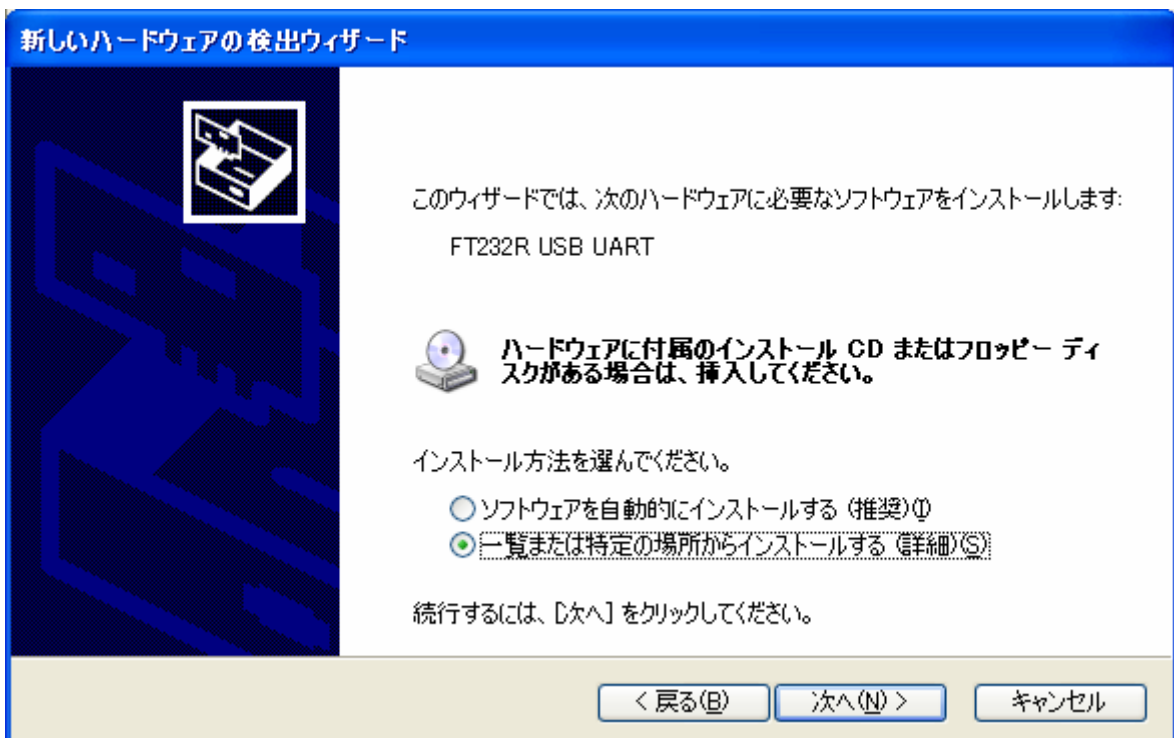 新しいハードウェアの検出ウィザード
このウィザードでは、次のハードウェアに必要なソフトウェアをインストールします:
FT232R USB UART
ハードウェアに付属のインストール CD またはフロッピー ディ
スクがある場合は、挿入してください。
インストール方法を選んでください。
ソフトウェアを自動的にインストールする (推奨)(I)
一覧または特定の場所からインストールする (詳細)(S)
続行するには、[次へ] をクリックしてください。
< 戻る(B) 次へ(N) > キャンセル